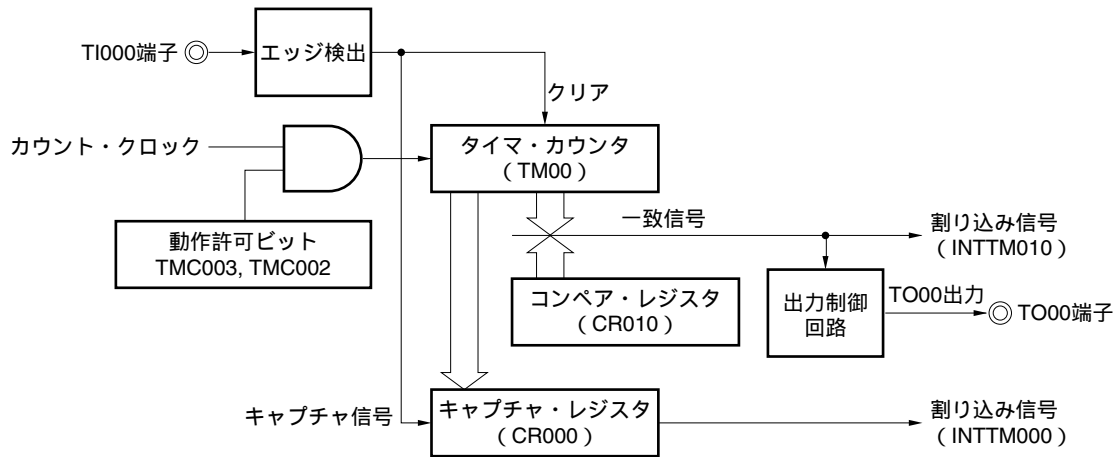 TI000端子
エッジ検出
クリア
カウント・クロック
タイマ・カウンタ
（TM00）
動作許可ビット
TMC003, TMC002
一致信号
割り込み信号
（INTTM010）
コンペア・レジスタ
（CR010）
出力制御
回路
TO00出力
TO00端子
キャプチャ信号
キャプチャ・レジスタ
（CR000）
割り込み信号
（INTTM000）